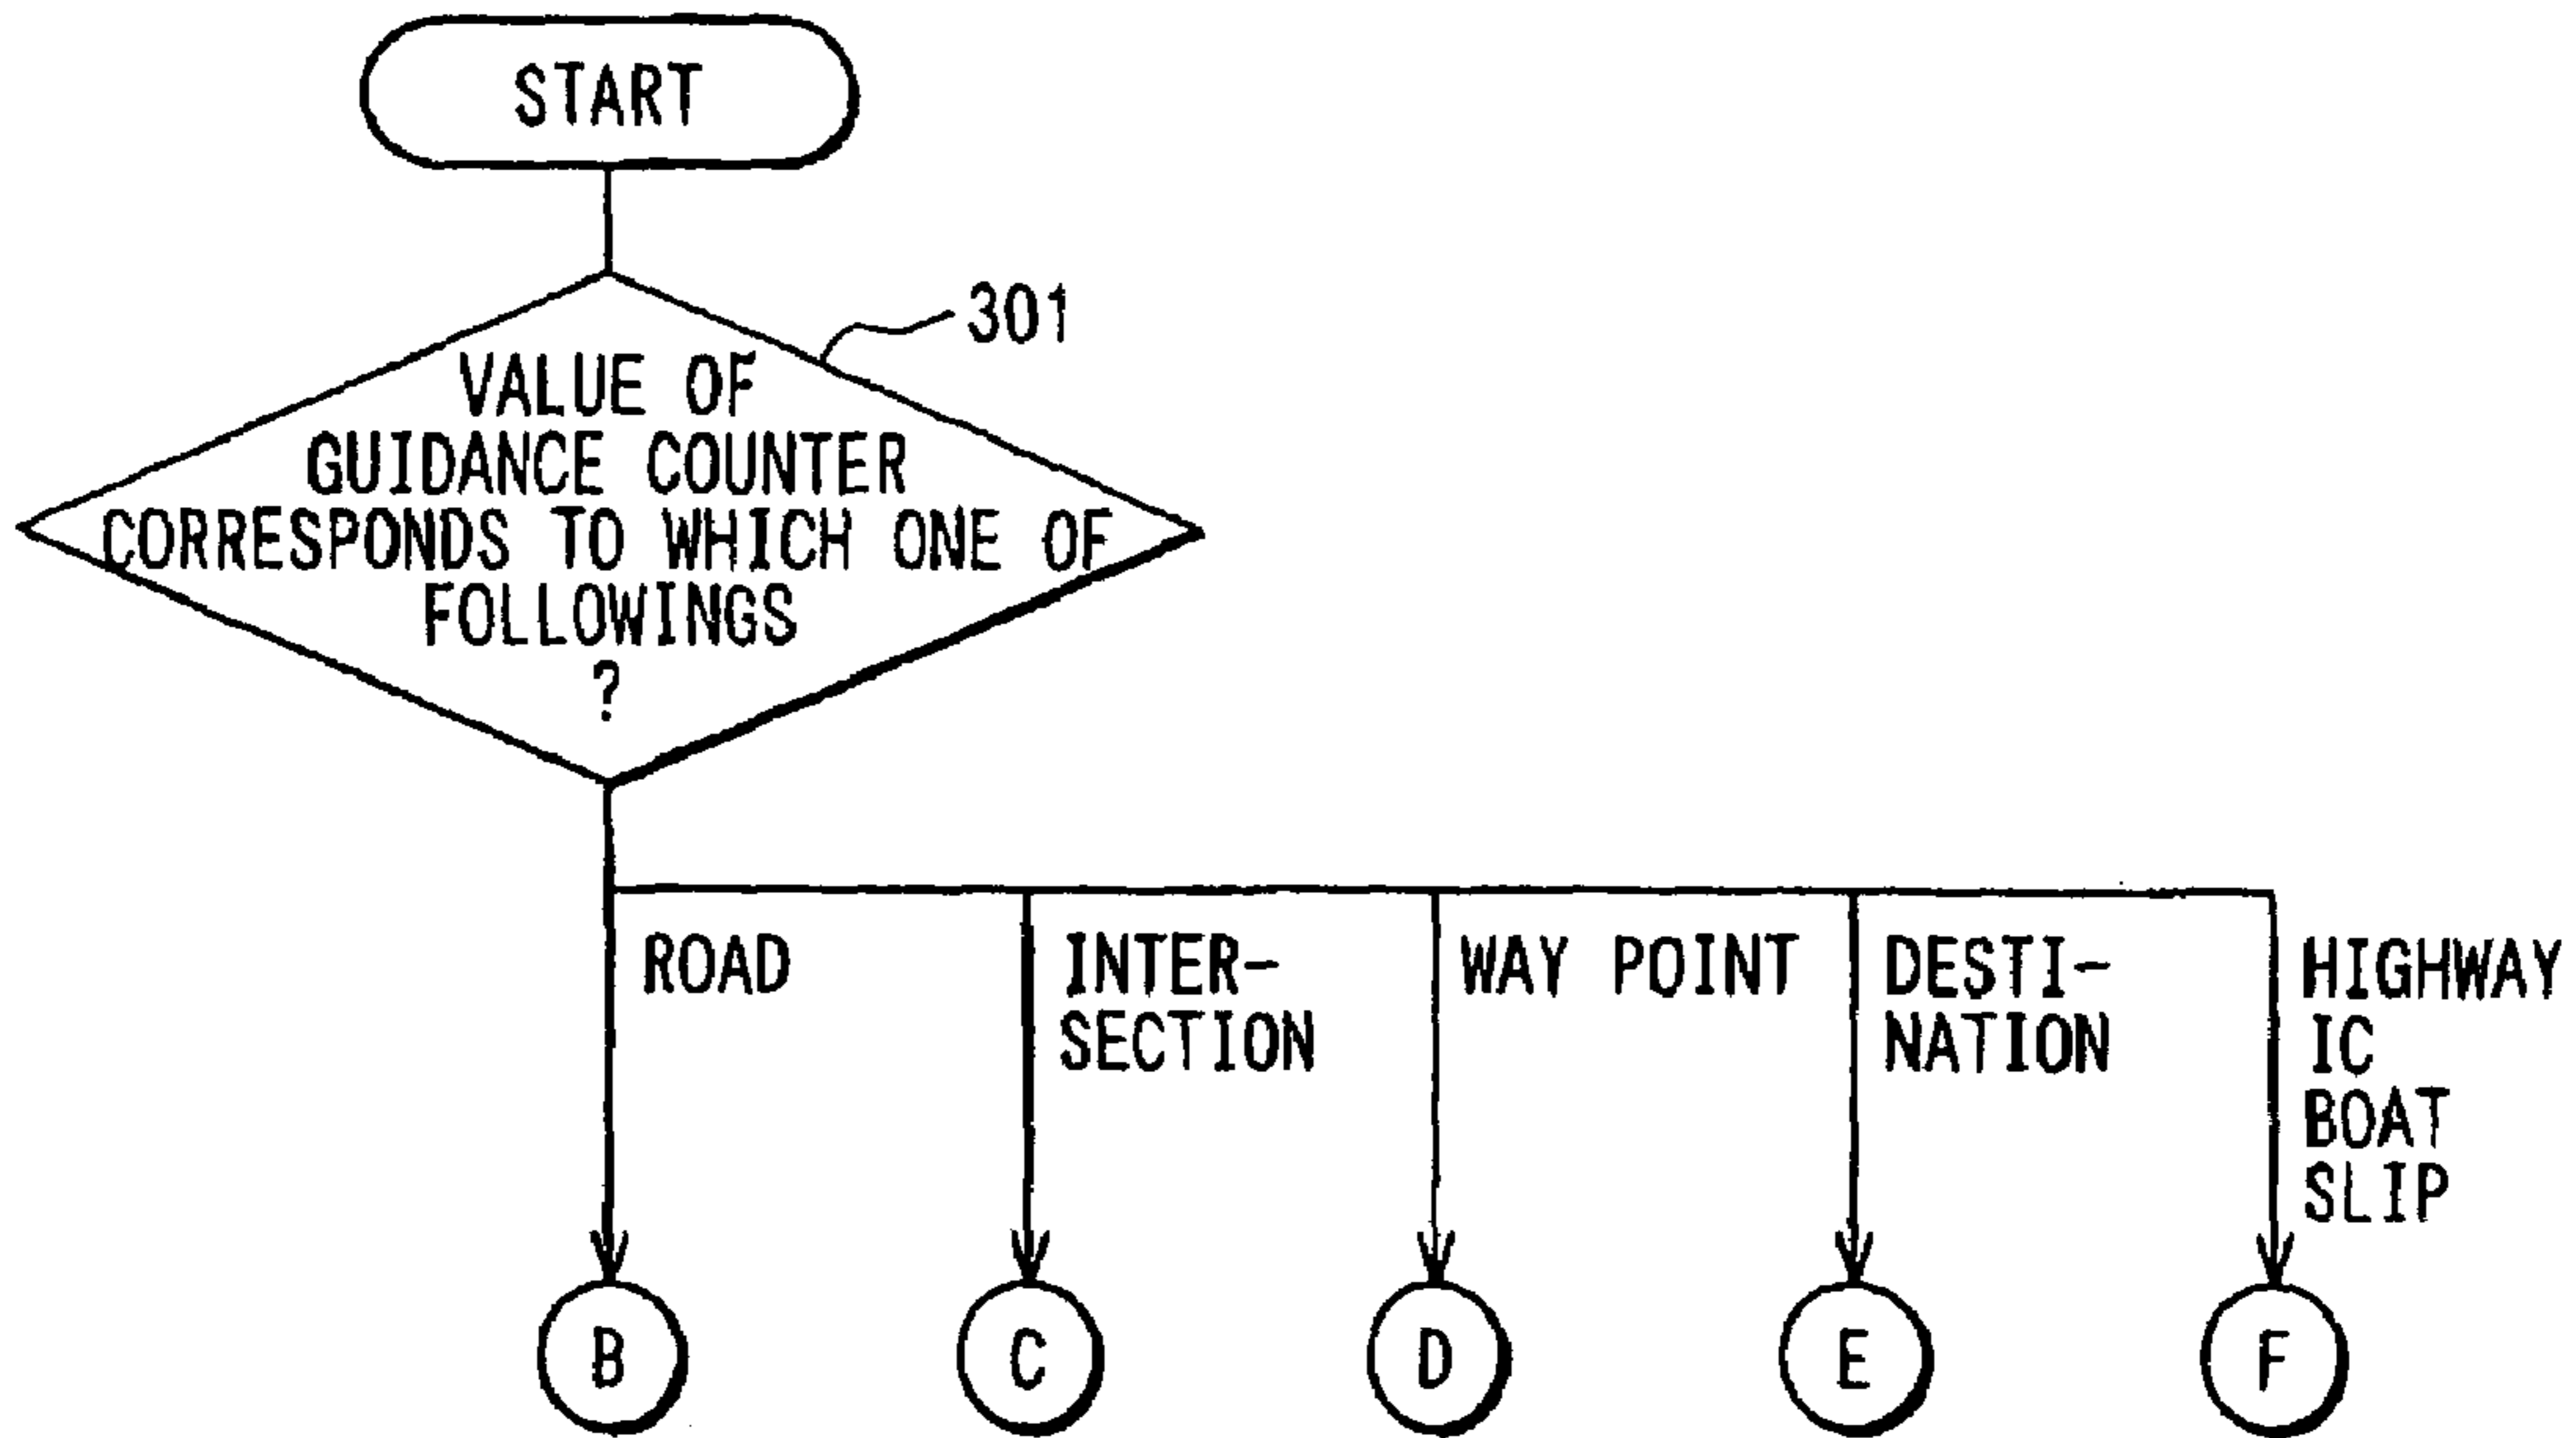 START
301
VALUE OF
GUIDANCE COUNTER
CORRESPONDS TO WHICH ONE OF
FOLLOWINGS
?
ROAD
INTER-
SECTION
WAY POINT
DESTI-
NATION
HIGHWAY
IC
BOAT
SLIP
B
C
D
E
F